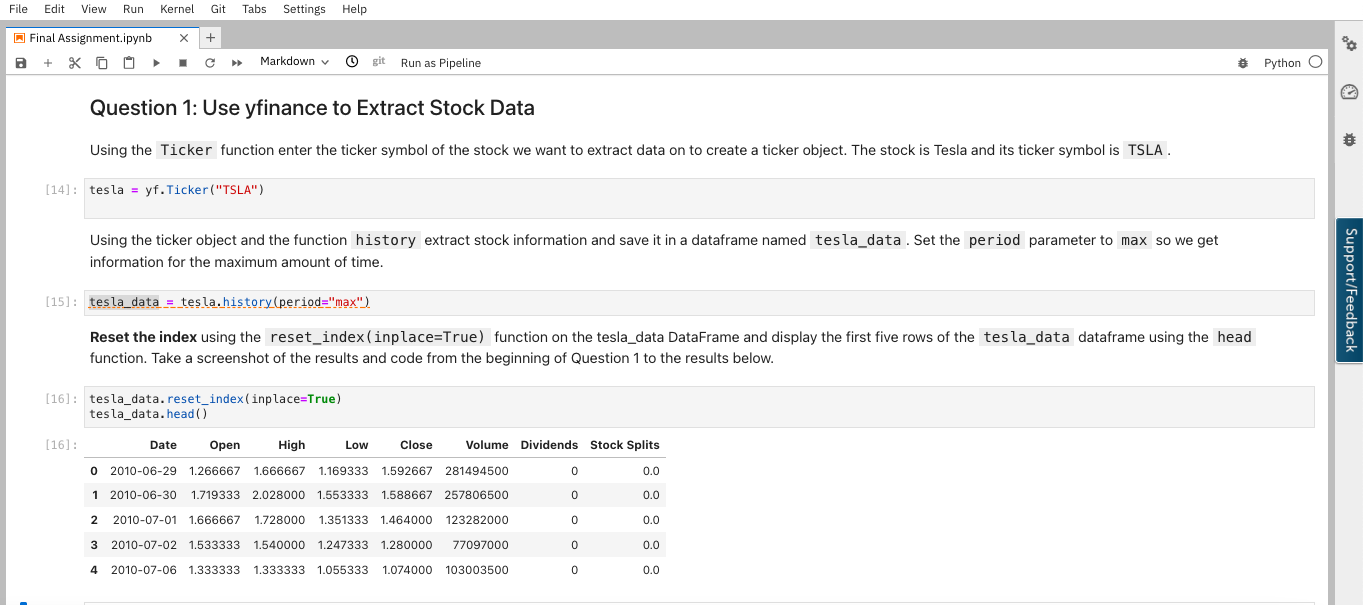 File Edit View Run Kernel Git Tabs Settings Help
Final Assignment.ipynb
Markdown git Run as Pipeline Python
Question 1: Use yfinance to Extract Stock Data
Using the Ticker function enter the ticker symbol of the stock we want to extract data on to create a ticker object. The stock is Tesla and its ticker symbol is TSLA.
[14]: tesla = yf.Ticker("TSLA")
Using the ticker object and the function history extract stock information and save it in a dataframe named tesla_data. Set the period parameter to max so we get
information for the maximum amount of time.
[15]: tesla_data = tesla.history(period="max")
Reset the index using the reset_index(inplace=True) function on the tesla_data DataFrame and display the first five rows of the tesla_data dataframe using the head
function. Take a screenshot of the results and code from the beginning of Question 1 to the results below.
[16]: tesla_data.reset_index(inplace=True)
tesla_data.head()
[16]: Date Open High Low Close Volume Dividends Stock Splits
0 2010-06-29 1.266667 1.666667 1.169333 1.592667 281494500 0 0.0
1 2010-06-30 1.719333 2.028000 1.553333 1.588667 257806500 0 0.0
2 2010-07-01 1.666667 1.728000 1.351333 1.464000 123282000 0 0.0
3 2010-07-02 1.533333 1.540000 1.247333 1.280000 77097000 0 0.0
4 2010-07-06 1.333333 1.333333 1.055333 1.074000 103003500 0 0.0
Support/Feedback